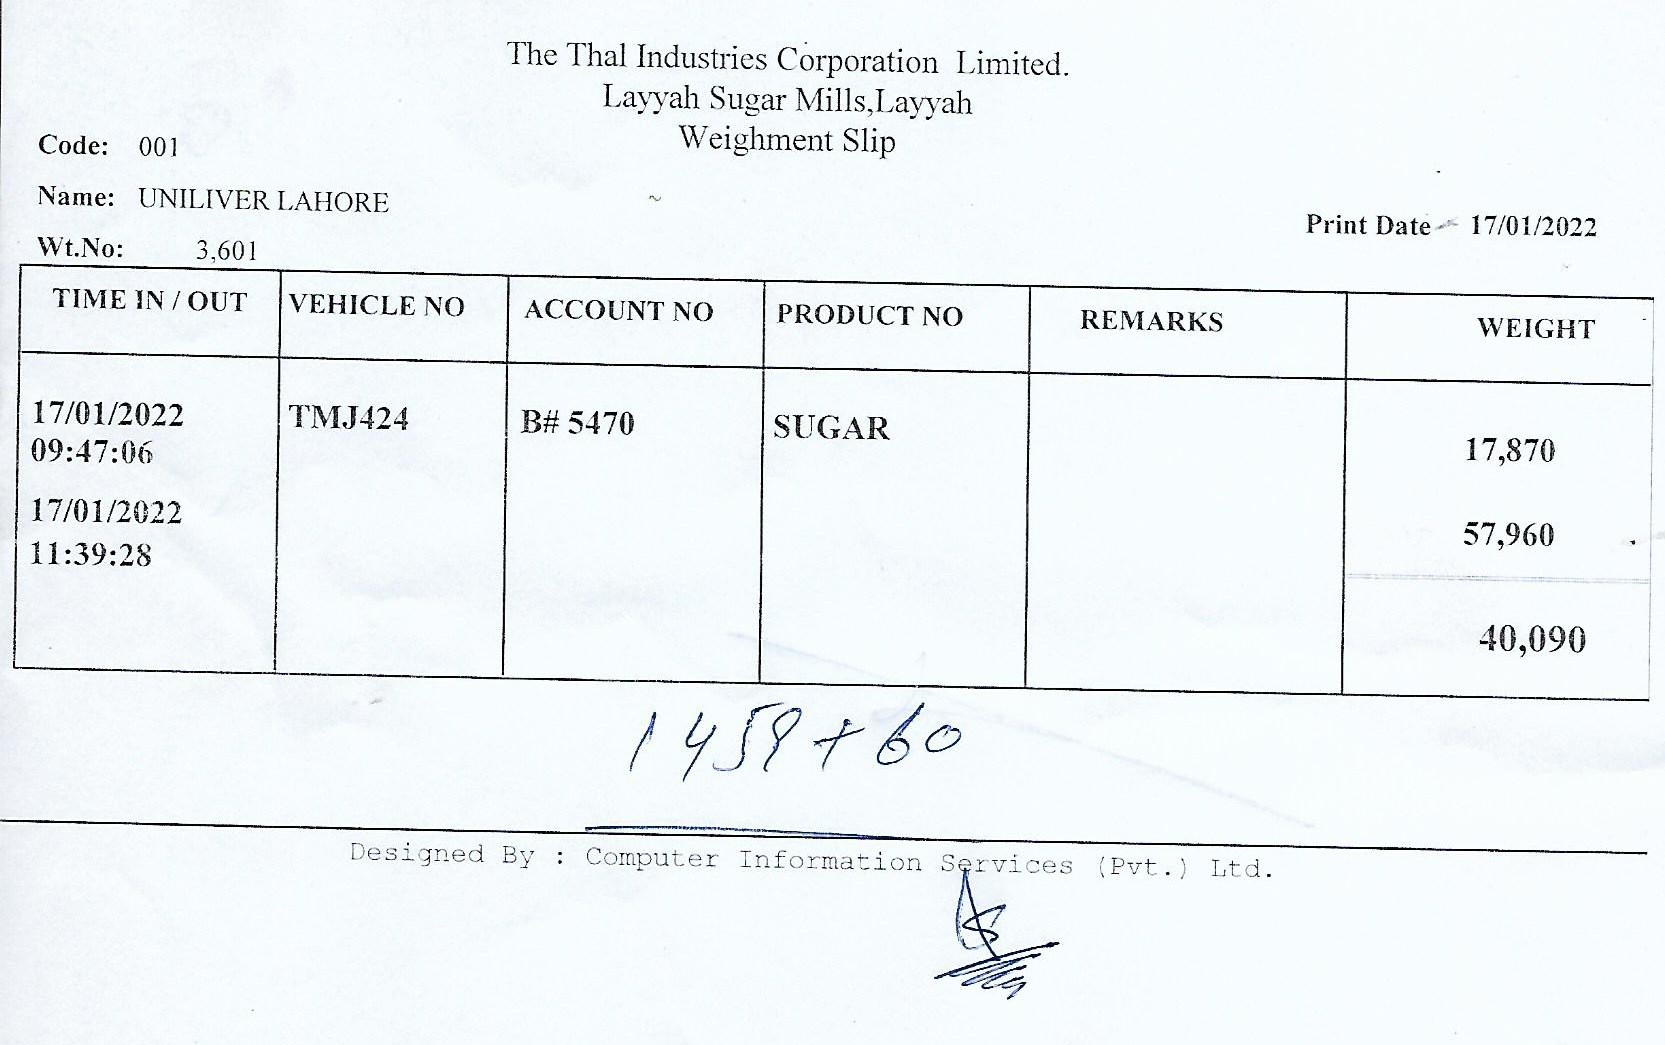 The Thal Industries Corporation Limited.
Layyah Sugar Mills,Layyah
Weighment Slip
Code: 001
Name: UNILIVER LAHORE
Print Date 17/01/2022
Wt.No: 3,601
TIME IN / OUT VEHICLE NO ACCOUNT NO PRODUCT NO REMARKS WEIGHT
17/01/2022 TMJ424 B# 5470 SUGAR
09:47:06 17,870
17/01/2022 57,960
11:39:28
40,090
1459+60
Designed By : Computer Information Services (Pvt.) Ltd.